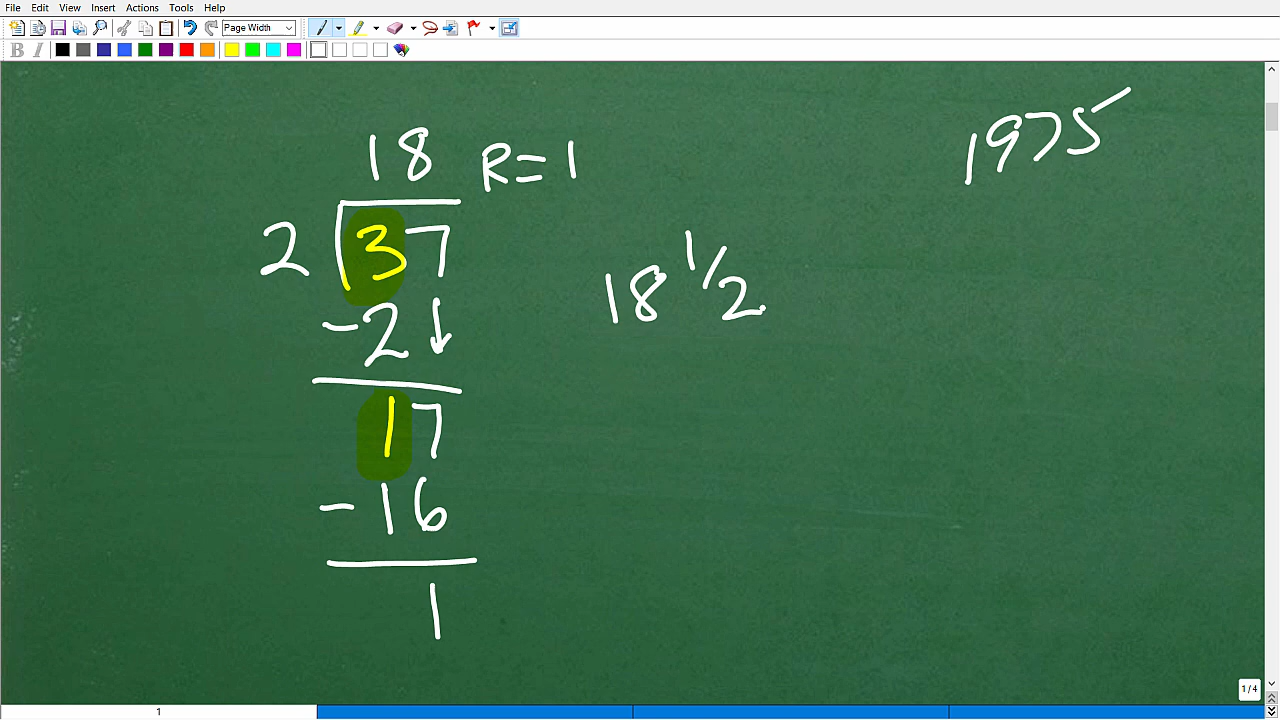 File Edit View Insert Actions Tools Help
Page Width
B I
1975
18 R=1
2 37
18 1/2
-2
17
-16
1
1/4
1